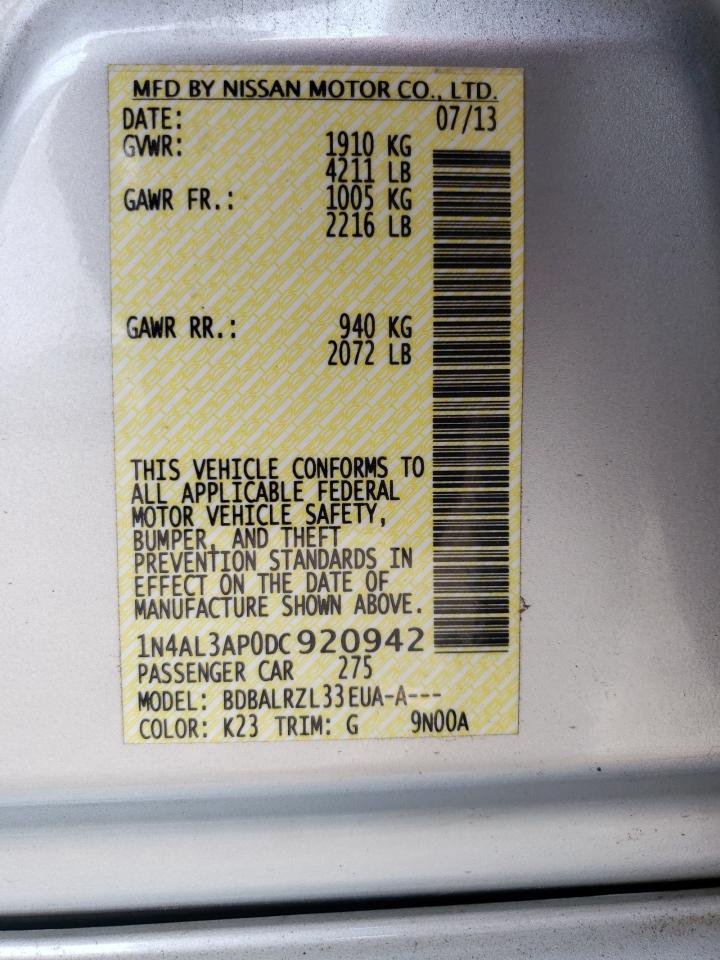 MFD BY NISSAN MOTOR CO., LTD.
DATE: 07/13
GVWR: 1910 KG
4211 LB
GAWR FR.: 1005 KG
2216 LB
GAWR RR.: 940 KG
2072 LB
THIS VEHICLE CONFORMS TO
ALL APPLICABLE FEDERAL
MOTOR VEHICLE SAFETY,
BUMPER, AND THEFT
PREVENTION STANDARDS IN
EFFECT ON THE DATE OF
MANUFACTURE SHOWN ABOVE.
1N4AL3AP0DC920942
PASSENGER CAR 275
MODEL: BDBALRZL33EUA-A---
COLOR: K23 TRIM: G 9N00A